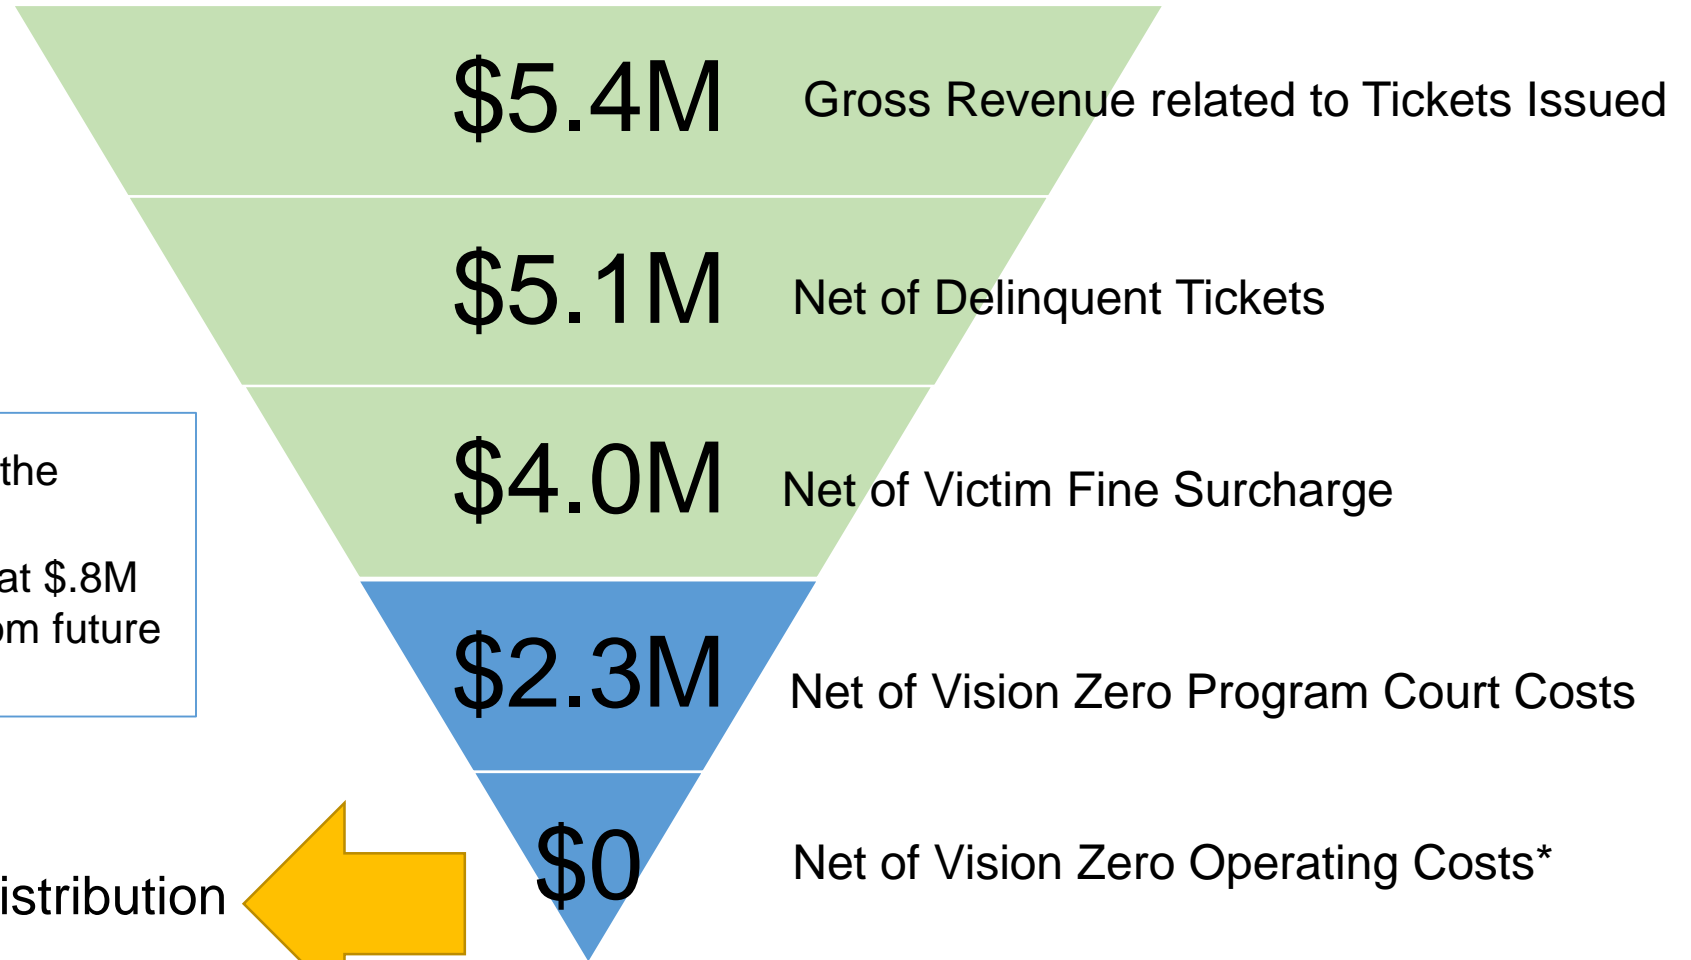 $5.4M Gross Revenue related to Tickets Issued
$5.1M Net of Delinquent Tickets
$4.0M Net of Victim Fine Surcharge
the
at $.8M
om future
$2.3M Net of Vision Zero Program Court Costs
$0 Net of Vision Zero Operating Costs*
istribution